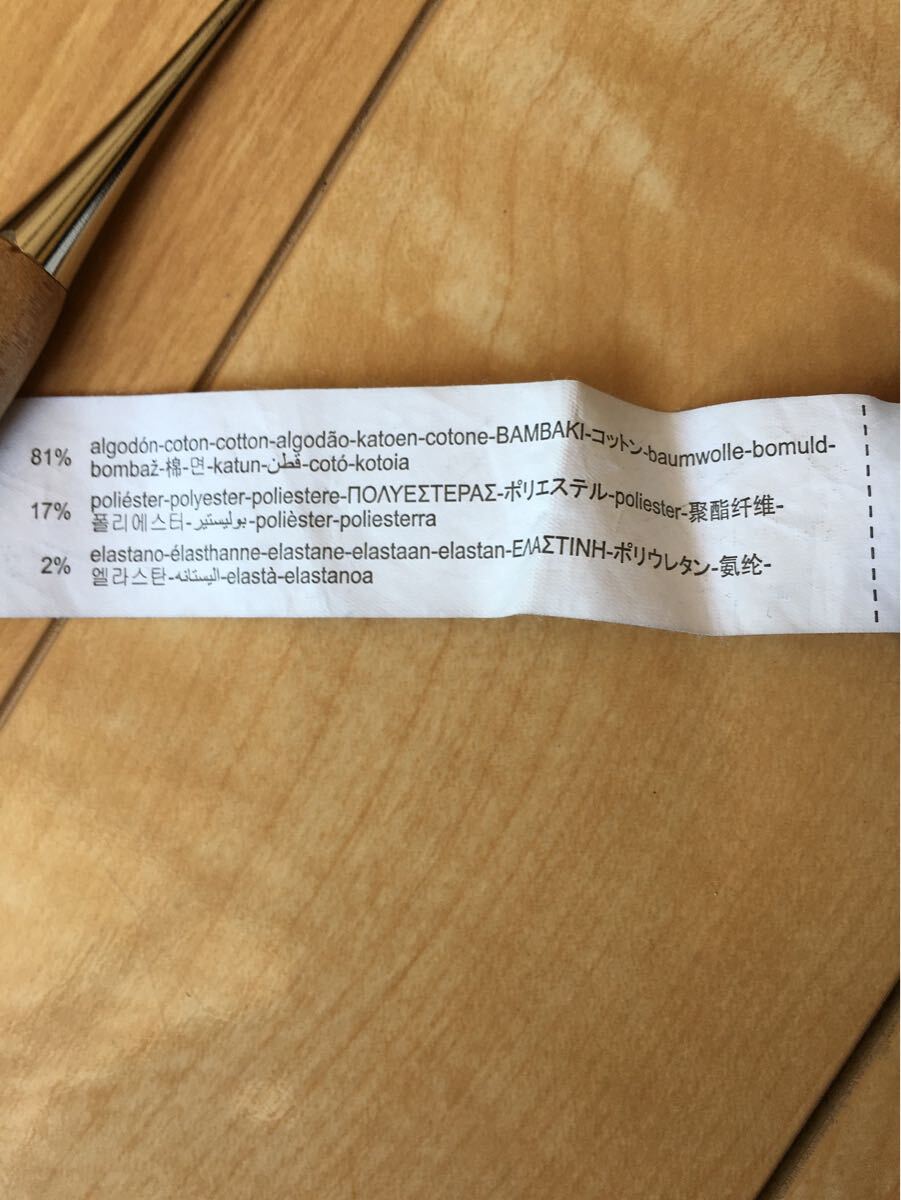 81% algodón-coton-cotton-algodão-katoen-cotone-ΒΑΜΒΑΚΙ-コットン-baumwolle-bomuld-
bombaž-棉-면-katun-قطن-cotó-kotoia
17% poliéster-polyester-poliestere-ΠΟΛΥΕΣΤΕΡΑΣ-ポリエステル-poliester-聚酯纤维-
폴리에스터-بوليستير-polièster-poliesterra
2% elastano-élasthanne-elastane-elastaan-elastan-ΕΛΑΣΤΙΝΗ-ポリウレタン-氨纶-
엘라스탄-اليستانه-elastà-elastanoa